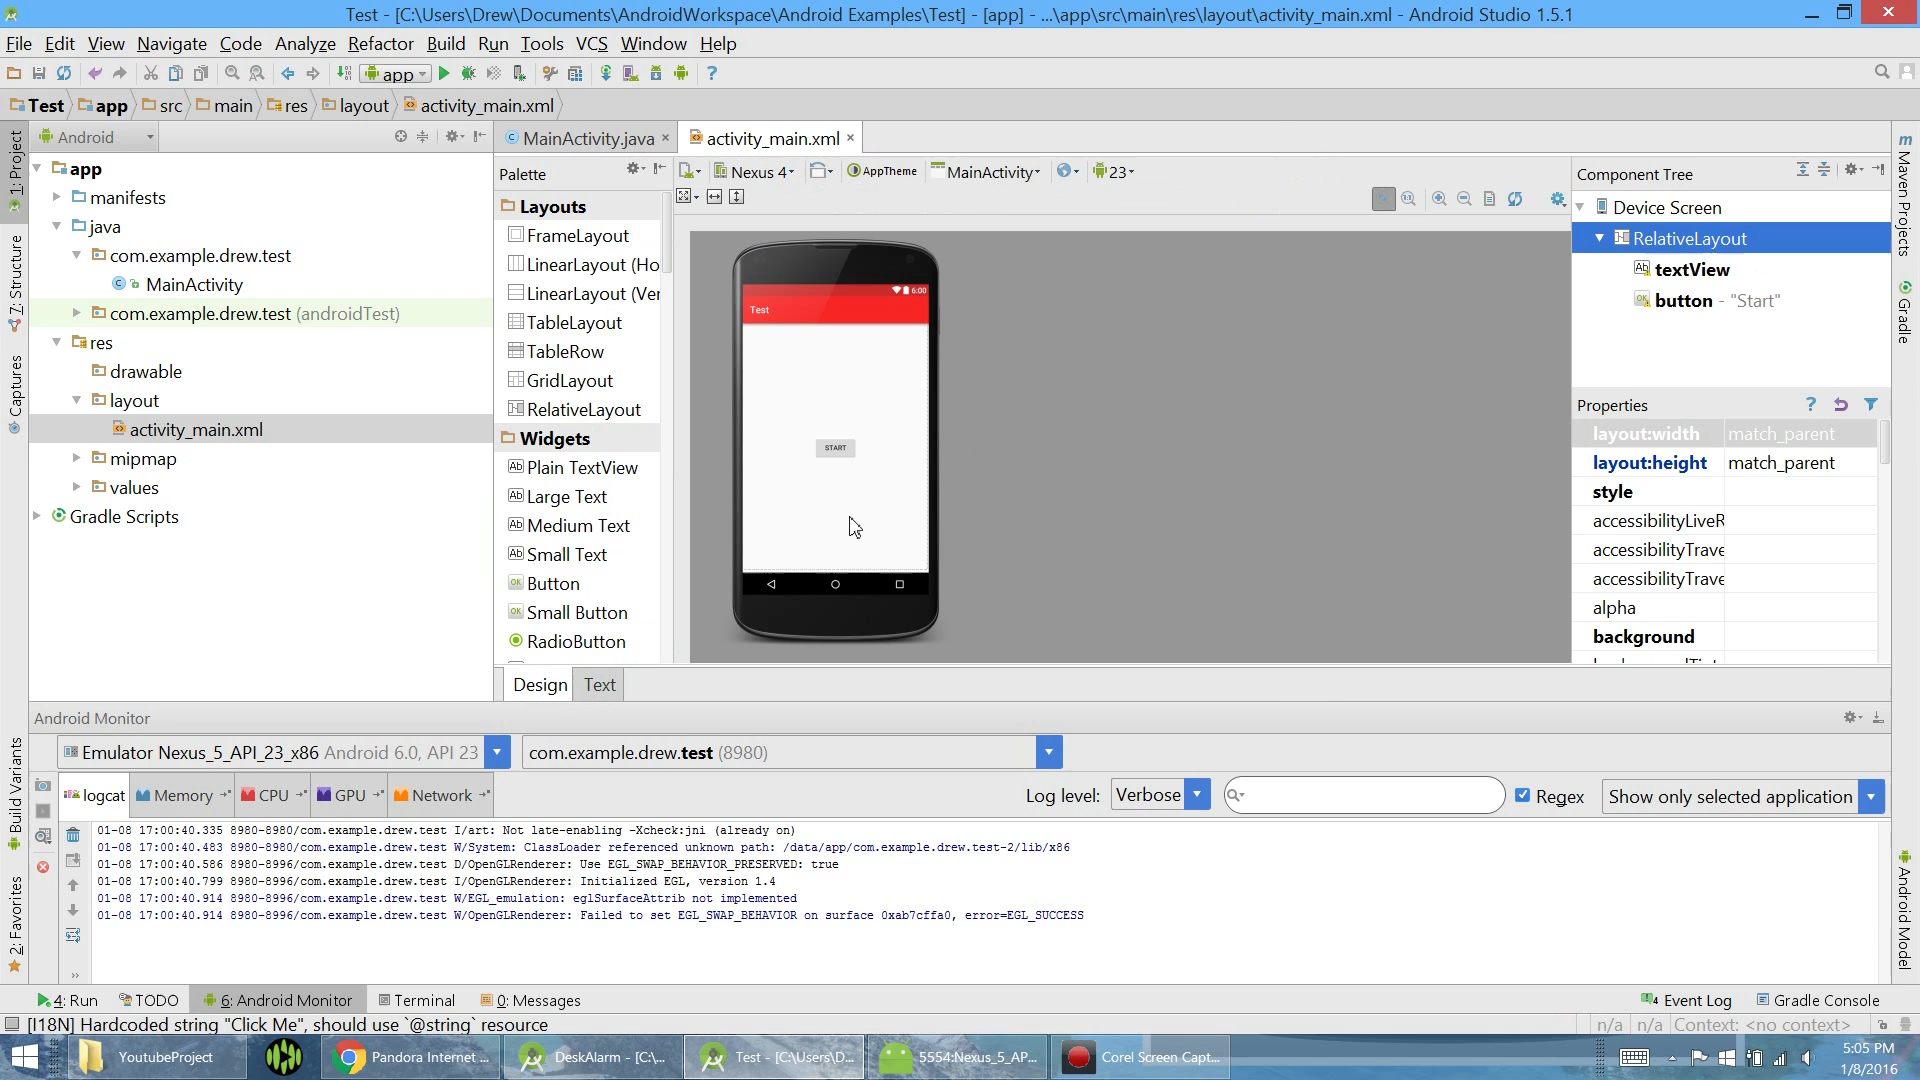 Test - [C:\Users\Drew\Documents\AndroidWorkspace\Android Examples\Test] - [app] - ...\app\src\main\res\layout\activity_main.xml - Android Studio 1.5.1
File Edit View Navigate Code Analyze Refactor Build Run Tools VCS Window Help
app
Test app src main res layout activity_main.xml
1: Project
7: Structure
Captures
Build Variants
2: Favorites
Android
app
manifests
java
com.example.drew.test
MainActivity
com.example.drew.test (androidTest)
res
drawable
layout
activity_main.xml
mipmap
values
Gradle Scripts
MainActivity.java activity_main.xml
Palette
Layouts
FrameLayout
LinearLayout (Ho
LinearLayout (Ver
TableLayout
TableRow
GridLayout
RelativeLayout
Widgets
Plain TextView
Large Text
Medium Text
Small Text
Button
Small Button
RadioButton
Nexus 4 AppTheme MainActivity 23
6:00
Test
START
Design Text
Component Tree
Device Screen
RelativeLayout
textView
button - "Start"
Properties
layout:width match_parent
layout:height match_parent
style
accessibilityLiveR
accessibilityTrave
accessibilityTrave
alpha
background
Maven Projects
Gradle
Android Model
Android Monitor
Emulator Nexus_5_API_23_x86 Android 6.0, API 23 com.example.drew.test (8980)
logcat Memory CPU GPU Network Log level: Verbose Regex Show only selected application
01-08 17:00:40.335 8980-8980/com.example.drew.test I/art: Not late-enabling -Xcheck:jni (already on)
01-08 17:00:40.483 8980-8980/com.example.drew.test W/System: ClassLoader referenced unknown path: /data/app/com.example.drew.test-2/lib/x86
01-08 17:00:40.586 8980-8996/com.example.drew.test D/OpenGLRenderer: Use EGL_SWAP_BEHAVIOR_PRESERVED: true
01-08 17:00:40.799 8980-8996/com.example.drew.test I/OpenGLRenderer: Initialized EGL, version 1.4
01-08 17:00:40.914 8980-8996/com.example.drew.test W/EGL_emulation: eglSurfaceAttrib not implemented
01-08 17:00:40.914 8980-8996/com.example.drew.test W/OpenGLRenderer: Failed to set EGL_SWAP_BEHAVIOR on surface 0xab7cffa0, error=EGL_SUCCESS
4: Run TODO 6: Android Monitor Terminal 0: Messages 4 Event Log Gradle Console
[I18N] Hardcoded string "Click Me", should use `@string` resource n/a n/a Context: <no context>
YoutubeProject Pandora Internet ... DeskAlarm - [C:\... Test - [C:\Users\D... 5554:Nexus_5_AP... Corel Screen Capt...
5:05 PM
1/8/2016